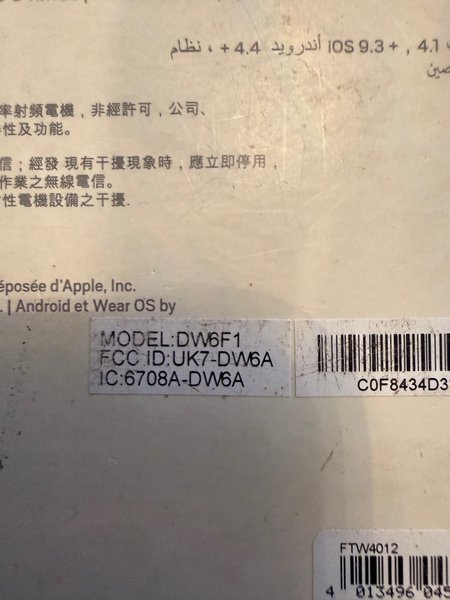 iOS 9.3 + , 4.1
أندرويد 4.4 + ، نظام
率射頻電機，非經許可，公司、
性及功能。
信；經發 現有干擾現象時，應立即停用，
作業之無線電信。
性電機設備之干擾.
éposée d'Apple, Inc.
. | Android et Wear OS by
MODEL:DW6F1
FCC ID:UK7-DW6A
IC:6708A-DW6A
C0F8434D3
FTW4012
4 013496 045